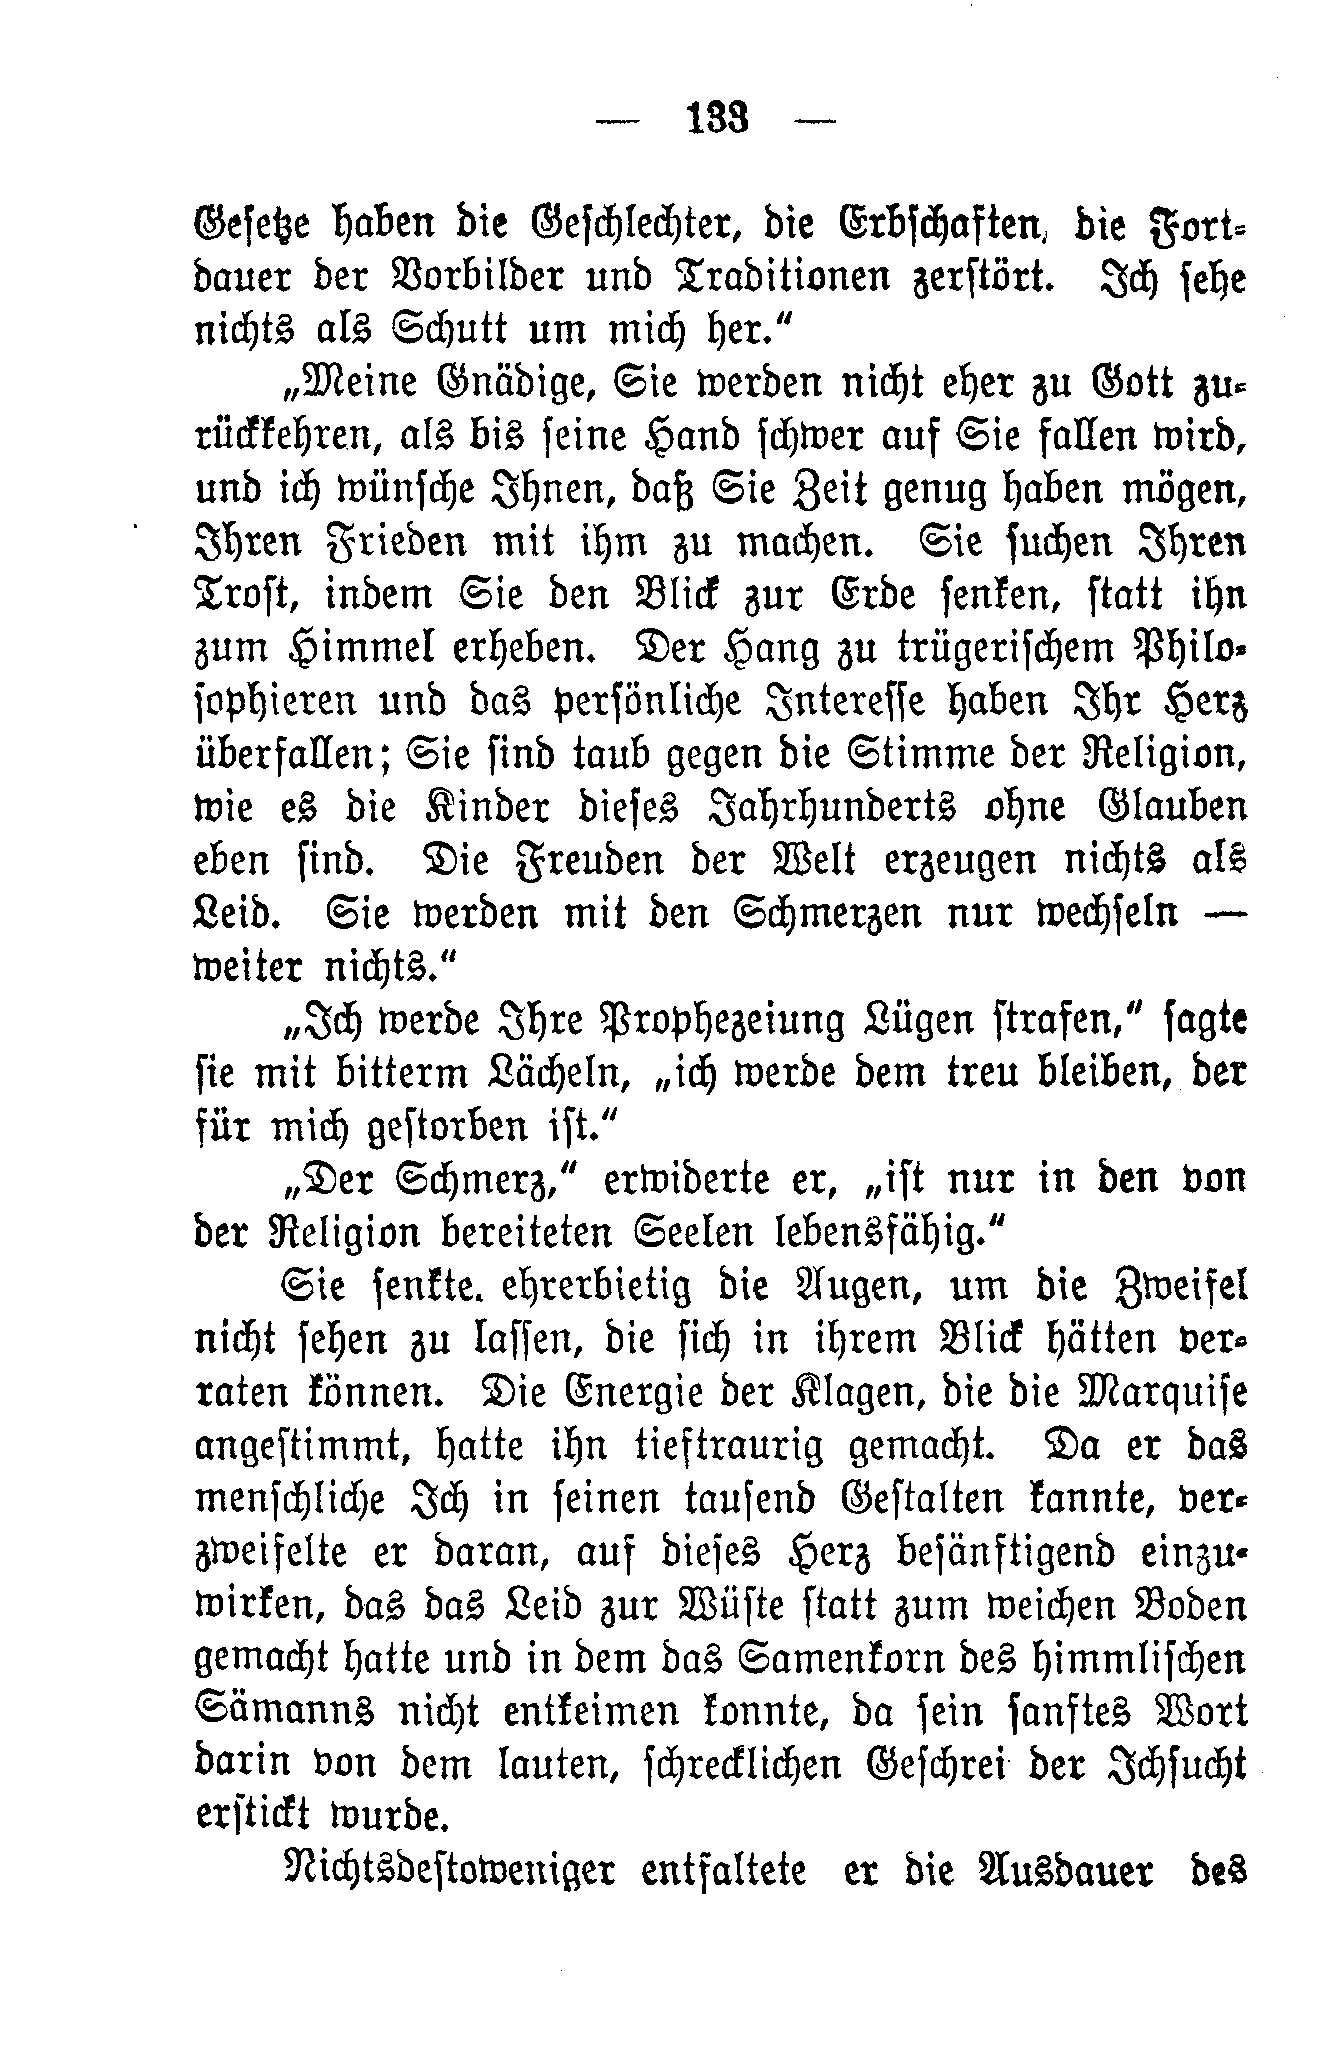 — 133 —
Gesetze haben die Geschlechter, die Erbschaften, die Fort-
dauer der Vorbilder und Traditionen zerstört. Ich sehe
nichts als Schutt um mich her.“
„Meine Gnädige, Sie werden nicht eher zu Gott zu-
rückkehren, als bis seine Hand schwer auf Sie fallen wird,
und ich wünsche Ihnen, daß Sie Zeit genug haben mögen,
Ihren Frieden mit ihm zu machen. Sie suchen Ihren
Trost, indem Sie den Blick zur Erde senken, statt ihn
zum Himmel erheben. Der Hang zu trügerischem Philo-
sophieren und das persönliche Interesse haben Ihr Herz
überfallen; Sie sind taub gegen die Stimme der Religion,
wie es die Kinder dieses Jahrhunderts ohne Glauben
eben sind. Die Freuden der Welt erzeugen nichts als
Leid. Sie werden mit den Schmerzen nur wechseln —
weiter nichts.“
„Ich werde Ihre Prophezeiung Lügen strafen,“ sagte
sie mit bitterm Lächeln, „ich werde dem treu bleiben, der
für mich gestorben ist.“
„Der Schmerz,“ erwiderte er, „ist nur in den von
der Religion bereiteten Seelen lebensfähig.“
Sie senkte. ehrerbietig die Augen, um die Zweifel
nicht sehen zu lassen, die sich in ihrem Blick hätten ver-
raten können. Die Energie der Klagen, die die Marquise
angestimmt, hatte ihn tieftraurig gemacht. Da er das
menschliche Ich in seinen tausend Gestalten kannte, ver-
zweifelte er daran, auf dieses Herz besänftigend einzu-
wirken, das das Leid zur Wüste statt zum weichen Boden
gemacht hatte und in dem das Samenkorn des himmlischen
Sämanns nicht entkeimen konnte, da sein sanftes Wort
darin von dem lauten, schrecklichen Geschrei der Ichsucht
erstickt wurde.
Nichtsdestoweniger entfaltete er die Ausdauer des